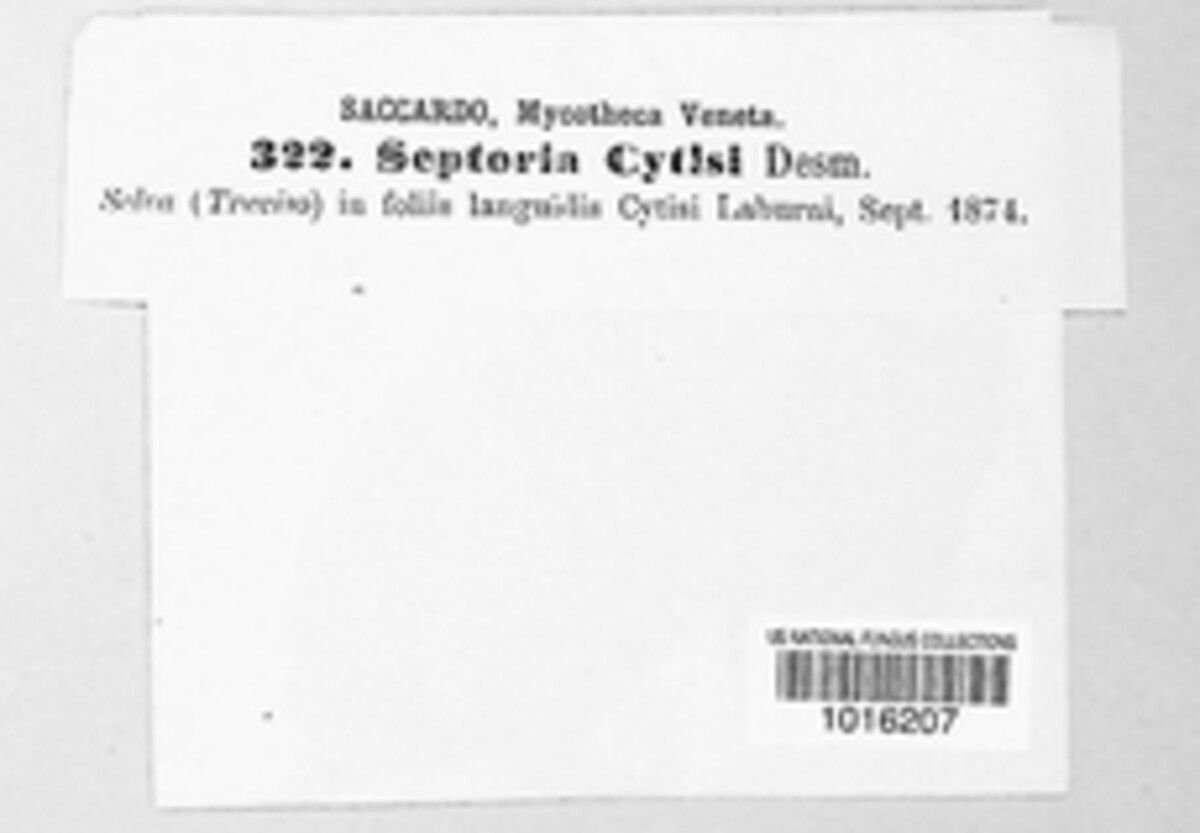 SACCARDO, Mycotheca Veneta.
322. Septoria Cytisi Desm.
Selva (Treviso) in foliis languidis Cytisi Laburni, Sept. 1874.
US NATIONAL FUNGUS COLLECTIONS
1016207